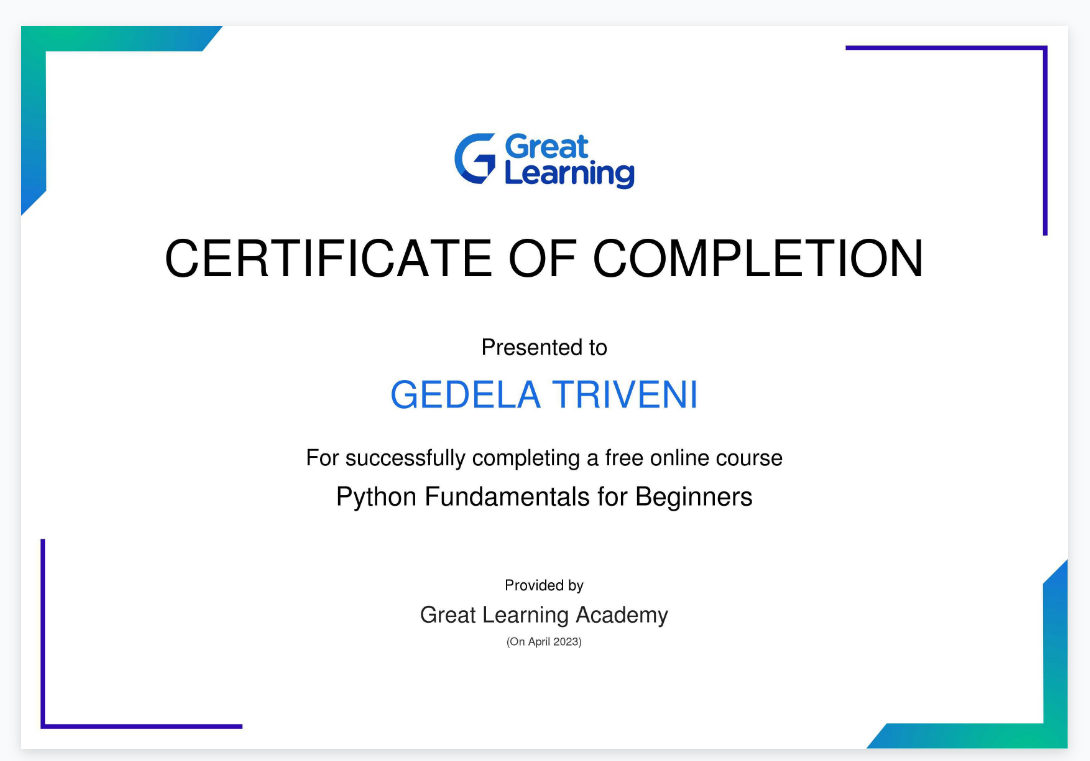 Great
Learning
CERTIFICATE OF COMPLETION
Presented to
GEDELA TRIVENI
For successfully completing a free online course
Python Fundamentals for Beginners
Provided by
Great Learning Academy
(On April 2023)